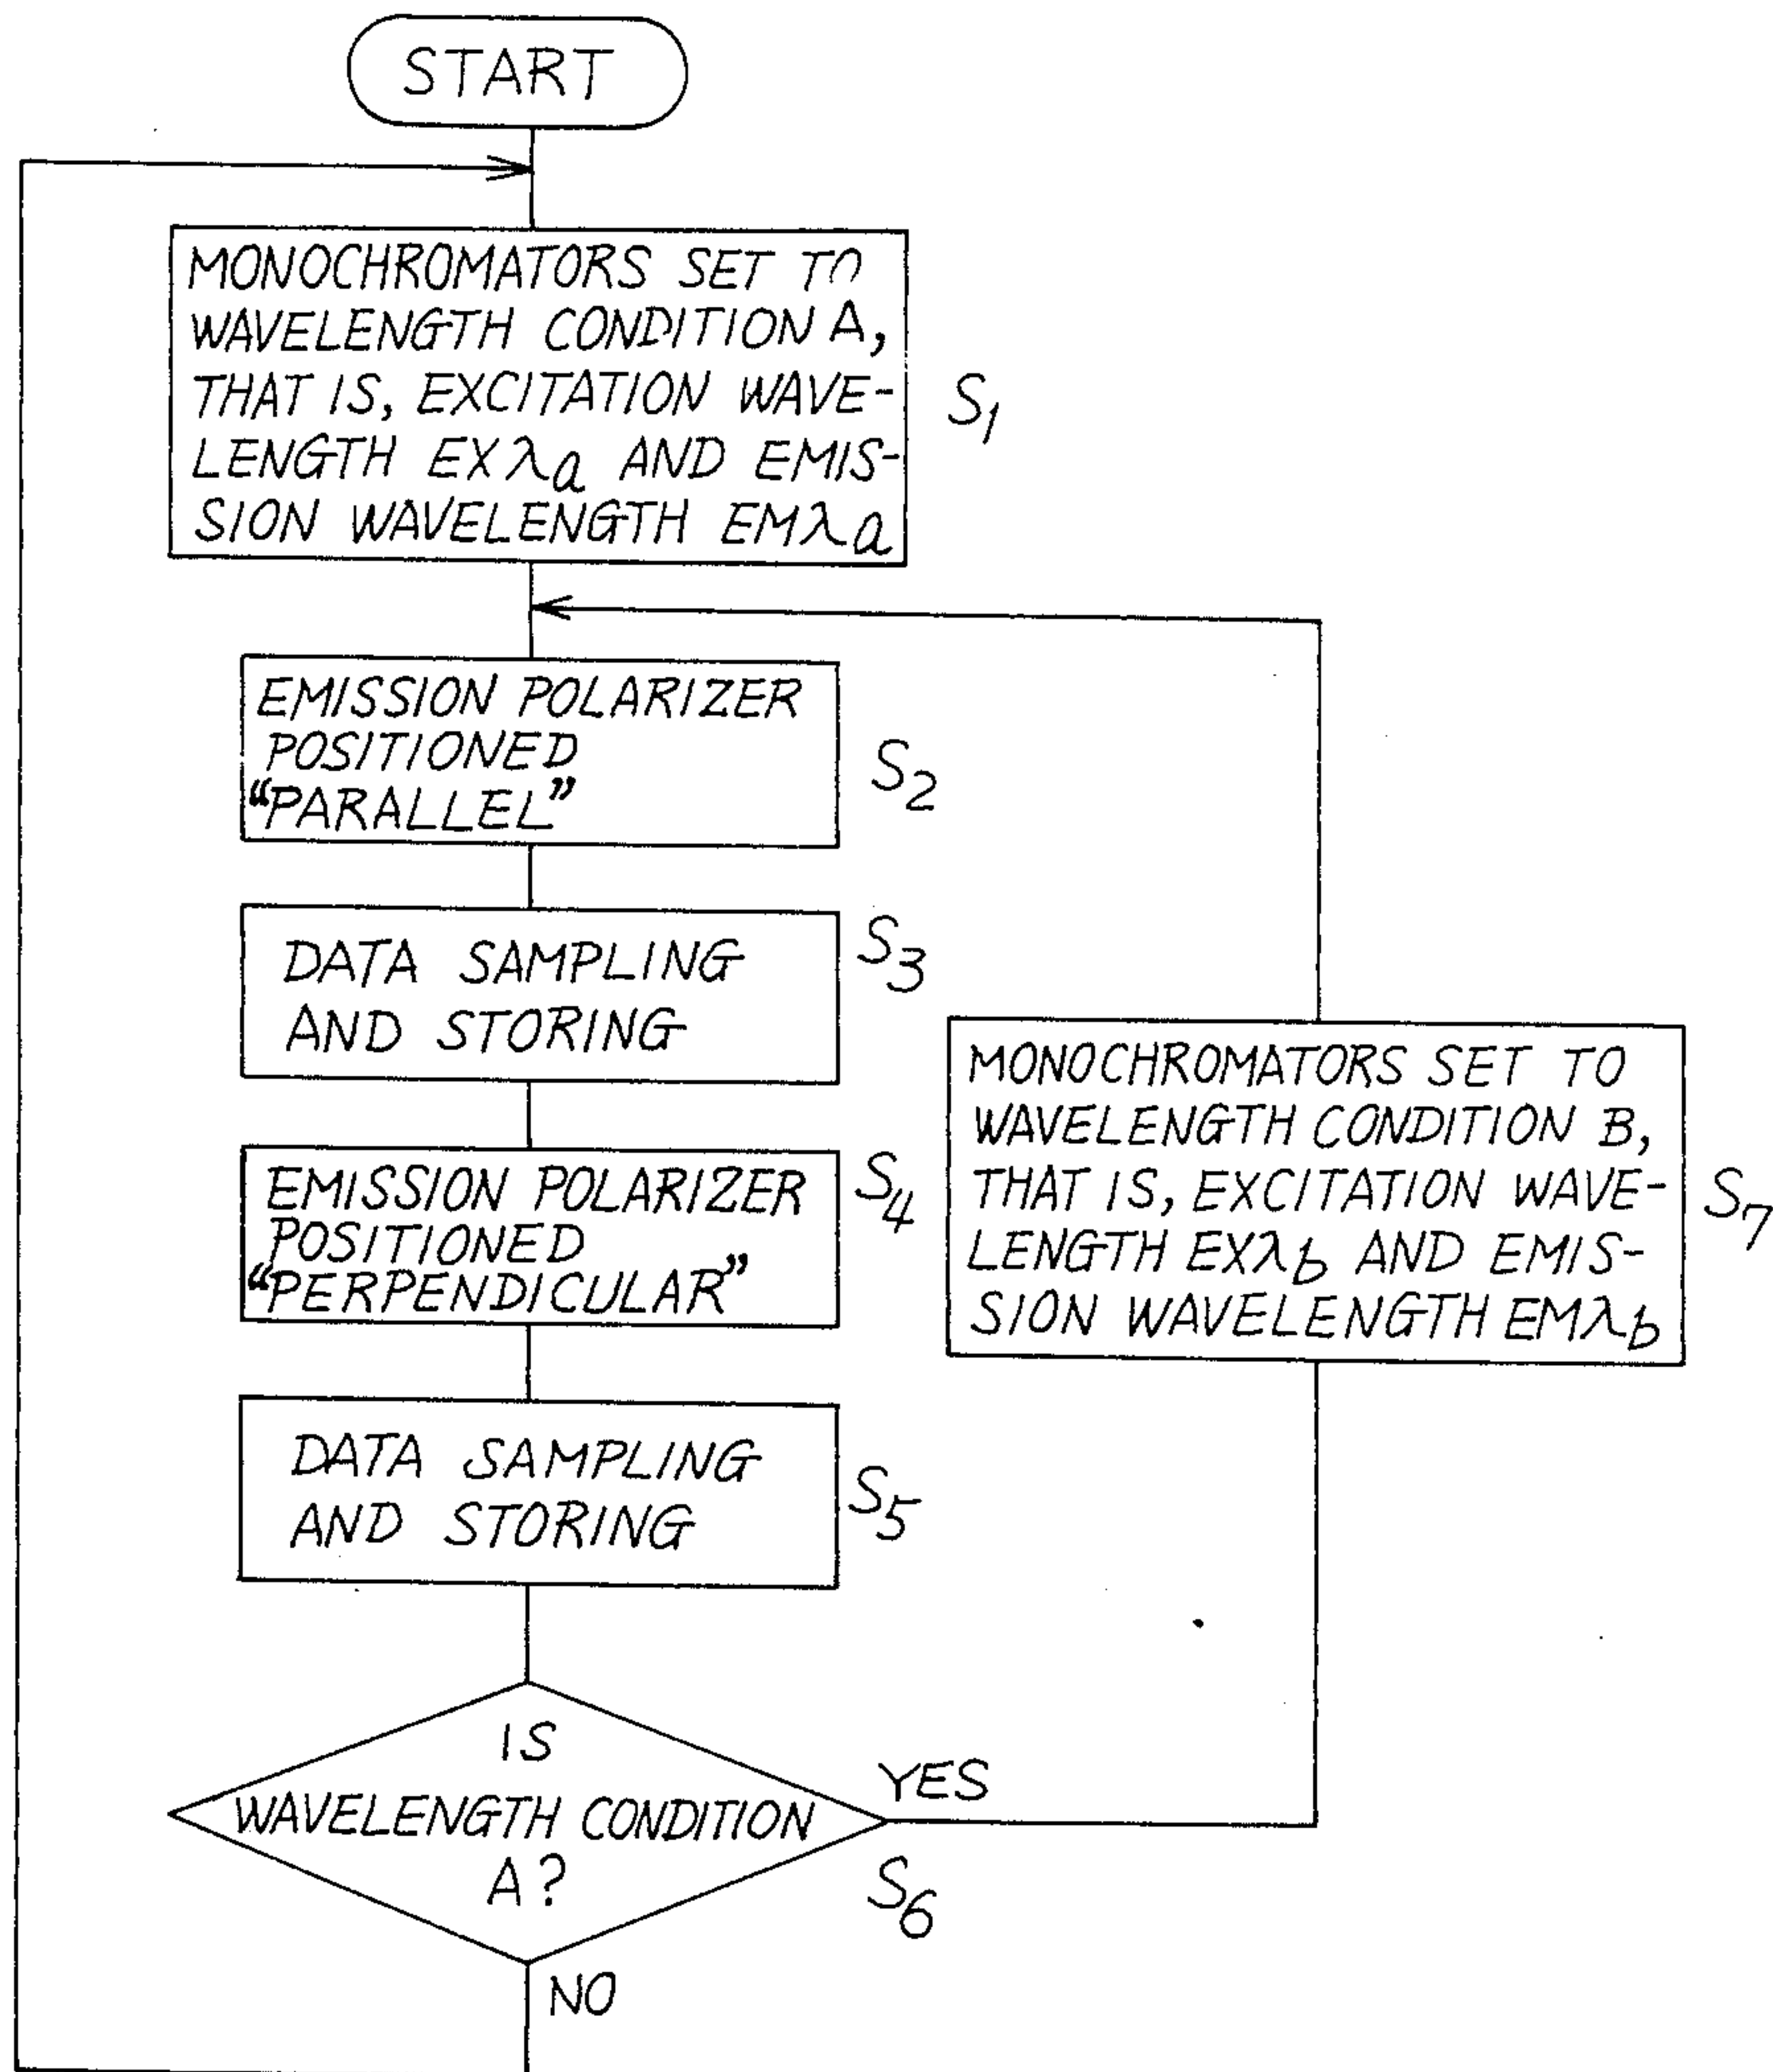 START
MONOCHROMATORS SET TO
WAVELENGTH CONDITION A,
THAT IS, EXCITATION WAVE-
LENGTH EXλa AND EMIS-
SION WAVELENGTH EMλa
S1
EMISSION POLARIZER
POSITIONED
“PARALLEL”
S2
DATA SAMPLING
AND STORING
S3
EMISSION POLARIZER
POSITIONED
“PERPENDICULAR”
S4
MONOCHROMATORS SET TO
WAVELENGTH CONDITION B,
THAT IS, EXCITATION WAVE-
LENGTH EXλb AND EMIS-
SION WAVELENGTH EMλb
S7
DATA SAMPLING
AND STORING
S5
IS
WAVELENGTH CONDITION
A?
YES
S6
NO